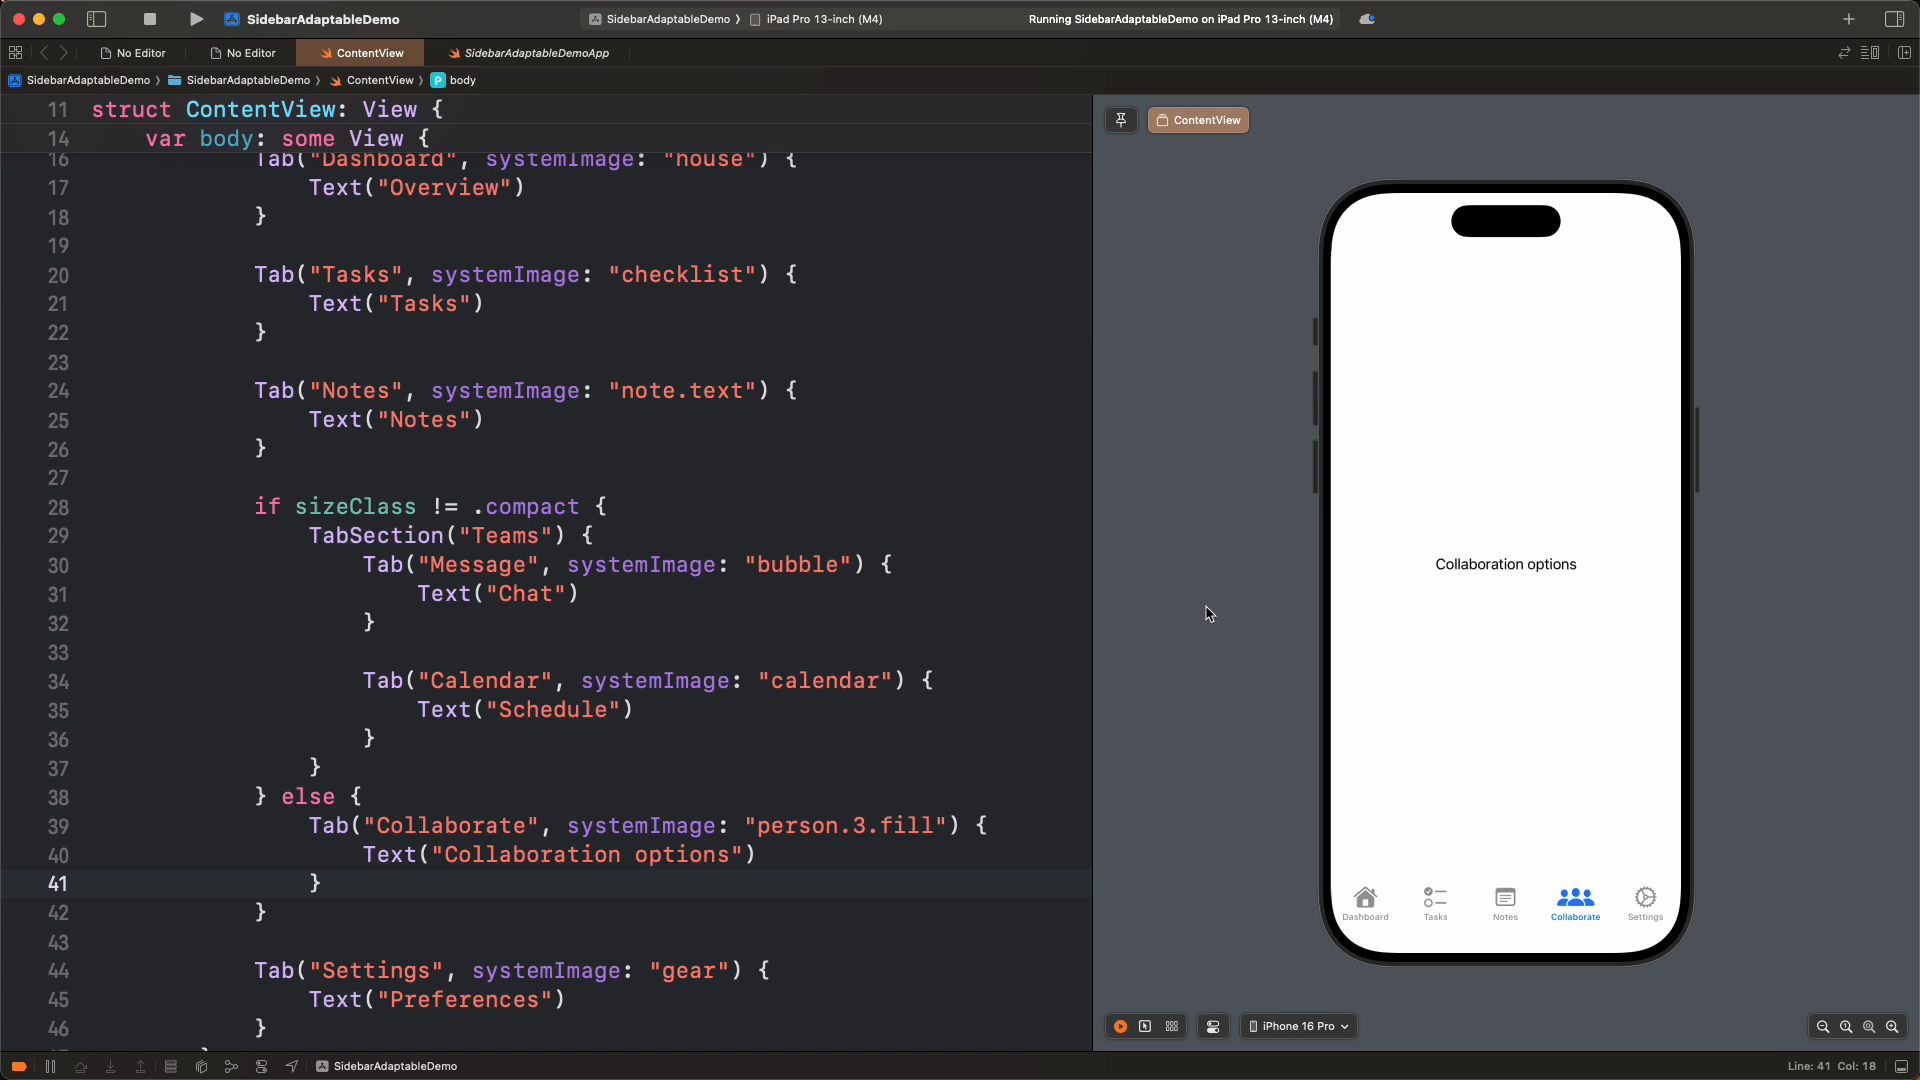 SidebarAdaptableDemo
SidebarAdaptableDemo 〉 iPad Pro 13-inch (M4)
Running SidebarAdaptableDemo on iPad Pro 13-inch (M4)
No Editor
No Editor
ContentView
SidebarAdaptableDemoApp
SidebarAdaptableDemo 〉 SidebarAdaptableDemo 〉 ContentView 〉 P body
11 struct ContentView: View {
14 var body: some View {
16 Tab("Dashboard", systemImage: "house") {
17 Text("Overview")
18 }
19
20 Tab("Tasks", systemImage: "checklist") {
21 Text("Tasks")
22 }
23
24 Tab("Notes", systemImage: "note.text") {
25 Text("Notes")
26 }
27
28 if sizeClass != .compact {
29 TabSection("Teams") {
30 Tab("Message", systemImage: "bubble") {
31 Text("Chat")
32 }
33
34 Tab("Calendar", systemImage: "calendar") {
35 Text("Schedule")
36 }
37 }
38 } else {
39 Tab("Collaborate", systemImage: "person.3.fill") {
40 Text("Collaboration options")
41 }
42 }
43
44 Tab("Settings", systemImage: "gear") {
45 Text("Preferences")
46 }
ContentView
Collaboration options
Dashboard
Tasks
Notes
Collaborate
Settings
iPhone 16 Pro
SidebarAdaptableDemo
Line: 41 Col: 18